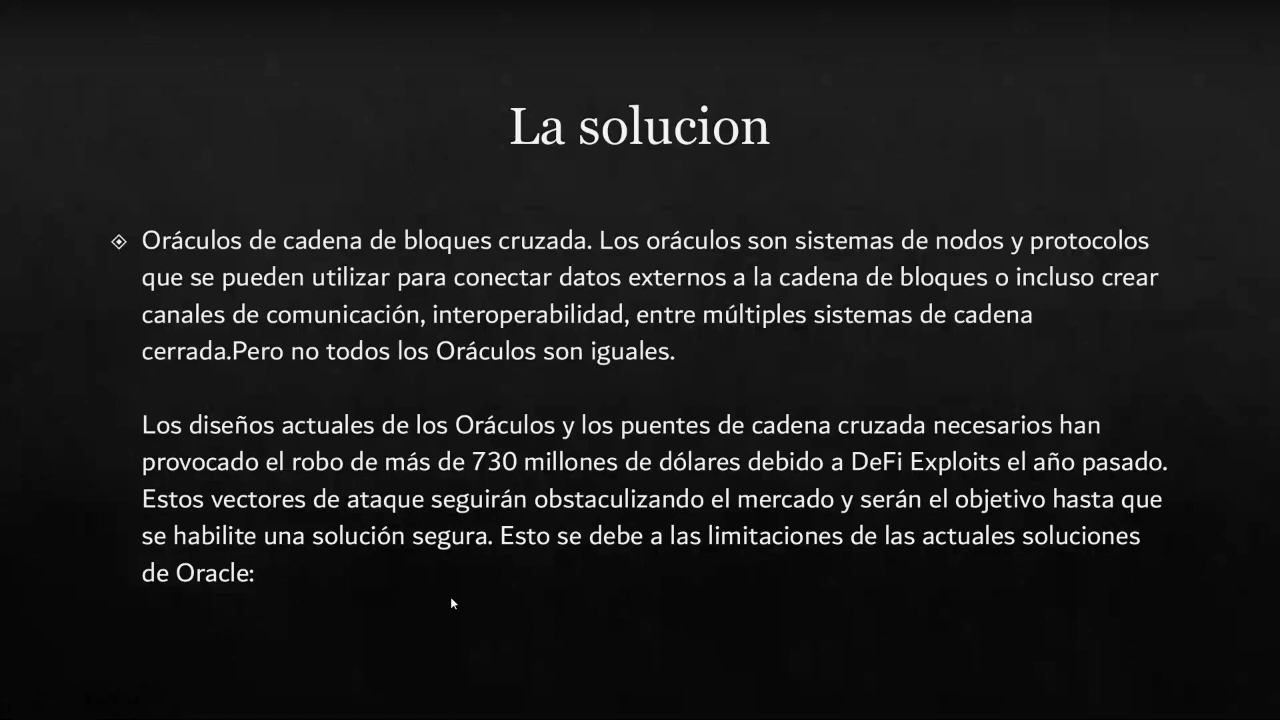 La solucion
Oráculos de cadena de bloques cruzada. Los oráculos son sistemas de nodos y protocolos
que se pueden utilizar para conectar datos externos a la cadena de bloques o incluso crear
canales de comunicación, interoperabilidad, entre múltiples sistemas de cadena
cerrada.Pero no todos los Oráculos son iguales.
Los diseños actuales de los Oráculos y los puentes de cadena cruzada necesarios han
provocado el robo de más de 730 millones de dólares debido a DeFi Exploits el año pasado.
Estos vectores de ataque seguirán obstaculizando el mercado y serán el objetivo hasta que
se habilite una solución segura. Esto se debe a las limitaciones de las actuales soluciones
de Oracle: